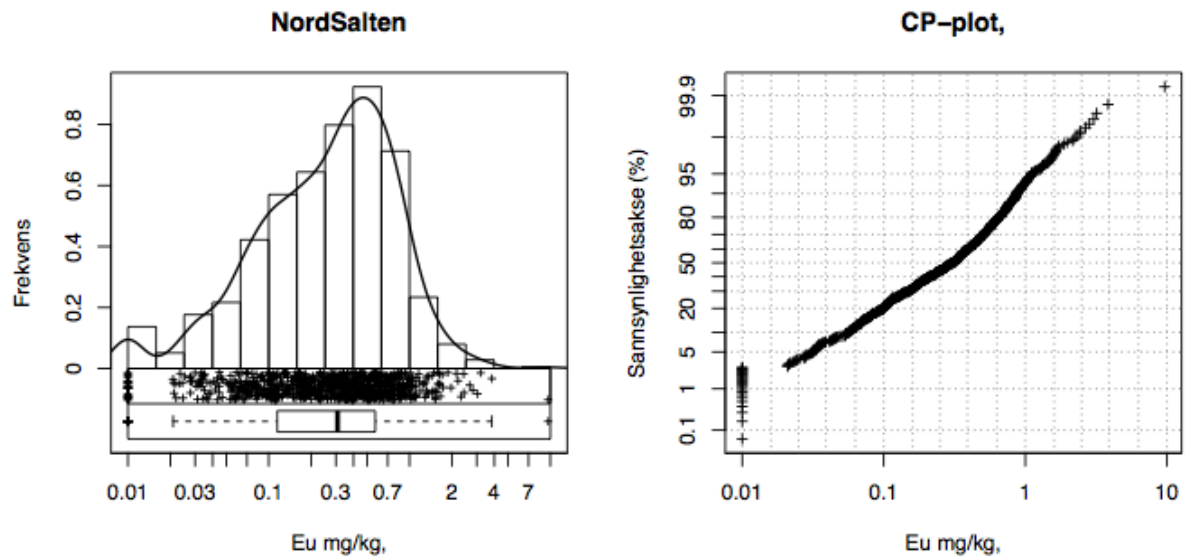 NordSalten
Frekvens
0.8
0.6
0.4
0.2
0
0.01 0.03 0.1 0.3 0.7 2 4 7
Eu mg/kg,
CP−plot,
Sannsynlighetsakse (%)
99.9
95
80
50
20
5
1
0.1
0.01 0.1 1 10
Eu mg/kg,